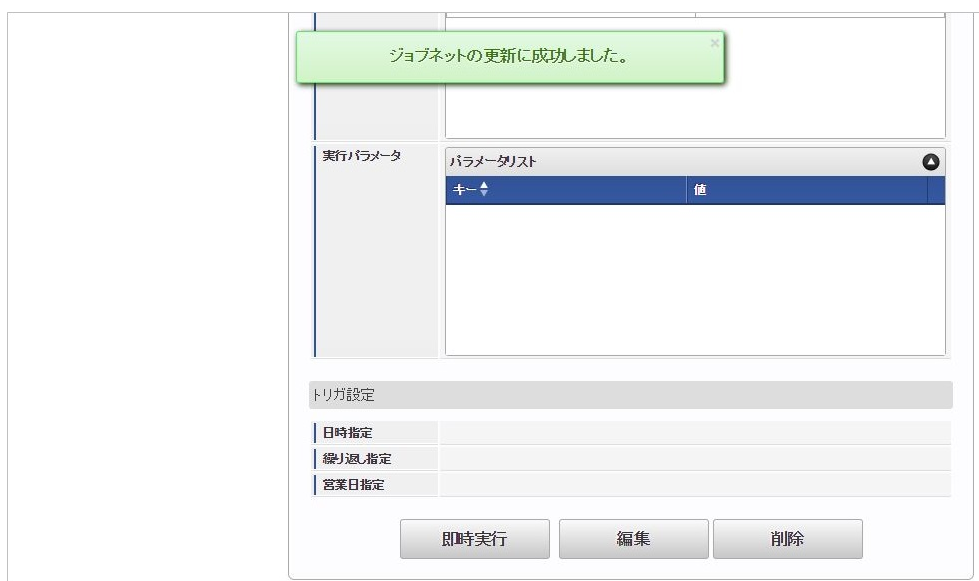 ジョブネットの更新に成功しました。
×
実行パラメータ
パラメータリスト
キー 値
トリガ設定
日時指定
繰り返し指定
営業日指定
即時実行 編集 削除